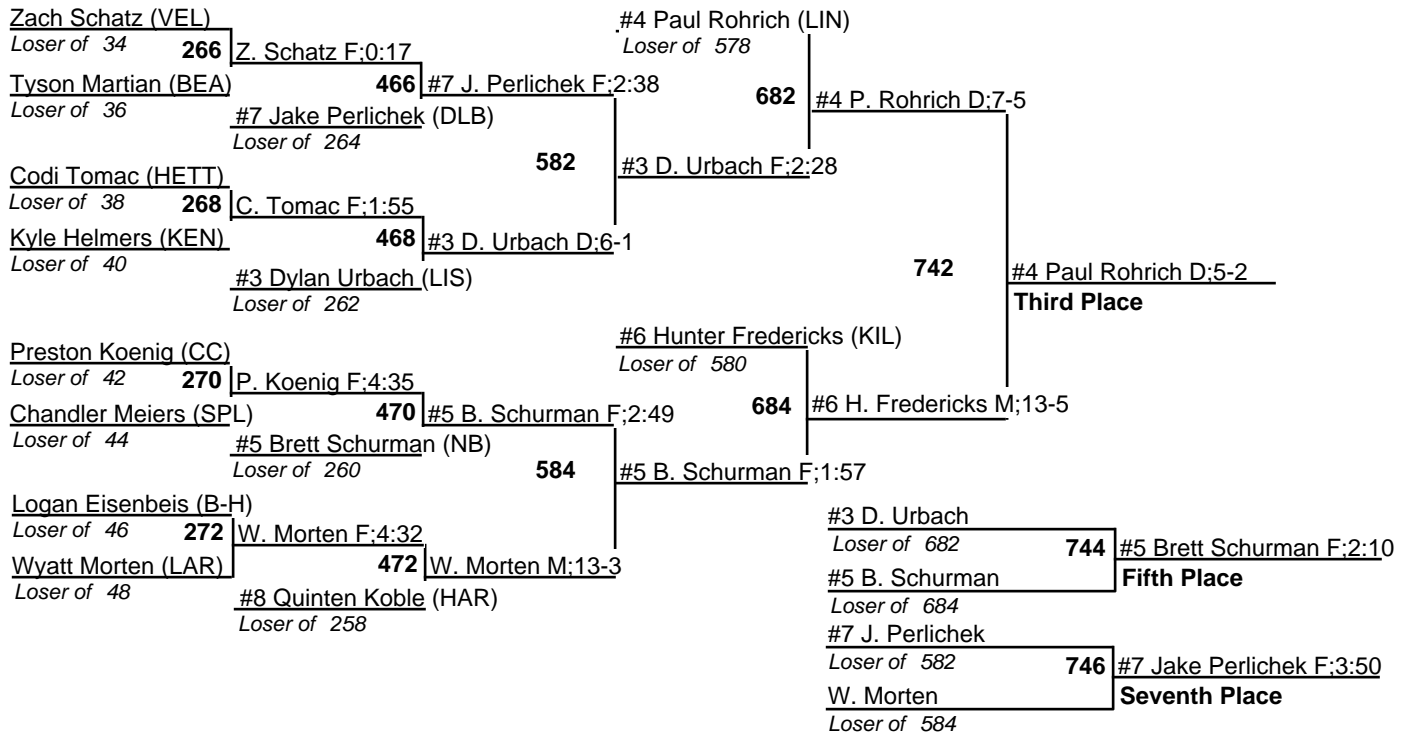 Zach Schatz (VEL)
Loser of 34
266
Z. Schatz F;0:17
Tyson Martian (BEA)
Loser of 36
466
#7 J. Perlichek F;2:38
#7 Jake Perlichek (DLB)
Loser of 264
582
#3 D. Urbach F;2:28
Codi Tomac (HETT)
Loser of 38
268
C. Tomac F;1:55
Kyle Helmers (KEN)
Loser of 40
468
#3 D. Urbach D;6-1
#3 Dylan Urbach (LIS)
Loser of 262
#4 Paul Rohrich (LIN)
Loser of 578
682
#4 P. Rohrich D;7-5
742
#4 Paul Rohrich D;5-2
Third Place
Preston Koenig (CC)
Loser of 42
270
P. Koenig F;4:35
Chandler Meiers (SPL)
Loser of 44
470
#5 B. Schurman F;2:49
#5 Brett Schurman (NB)
Loser of 260
584
#5 B. Schurman F;1:57
Logan Eisenbeis (B-H)
Loser of 46
272
W. Morten F;4:32
Wyatt Morten (LAR)
Loser of 48
472
W. Morten M;13-3
#8 Quinten Koble (HAR)
Loser of 258
#6 Hunter Fredericks (KIL)
Loser of 580
684
#6 H. Fredericks M;13-5
#3 D. Urbach
Loser of 682
744
#5 Brett Schurman F;2:10
#5 B. Schurman
Fifth Place
Loser of 684
#7 J. Perlichek
Loser of 582
746
#7 Jake Perlichek F;3:50
W. Morten
Seventh Place
Loser of 584